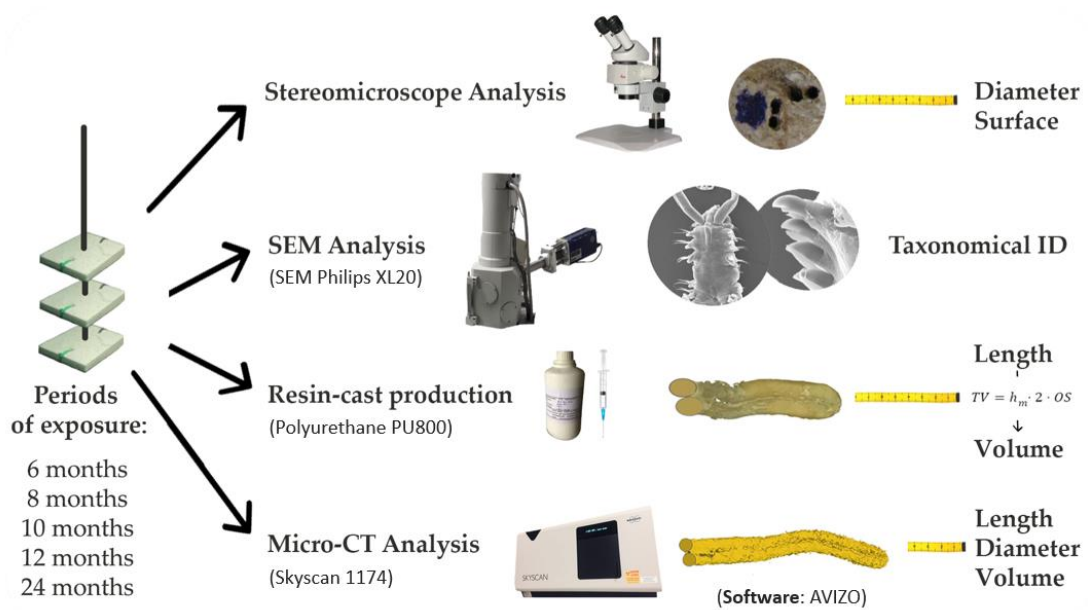 Stereomicroscope Analysis
Diameter
Surface
SEM Analysis
(SEM Philips XL20)
Taxonomical ID
Periods
of exposure:
6 months
8 months
10 months
12 months
24 months
Resin-cast production
(Polyurethane PU800)
Length
TV = hₘ · 2 · OS
Volume
Micro-CT Analysis
(Skyscan 1174)
SKYSCAN
(Software: AVIZO)
Length
Diameter
Volume